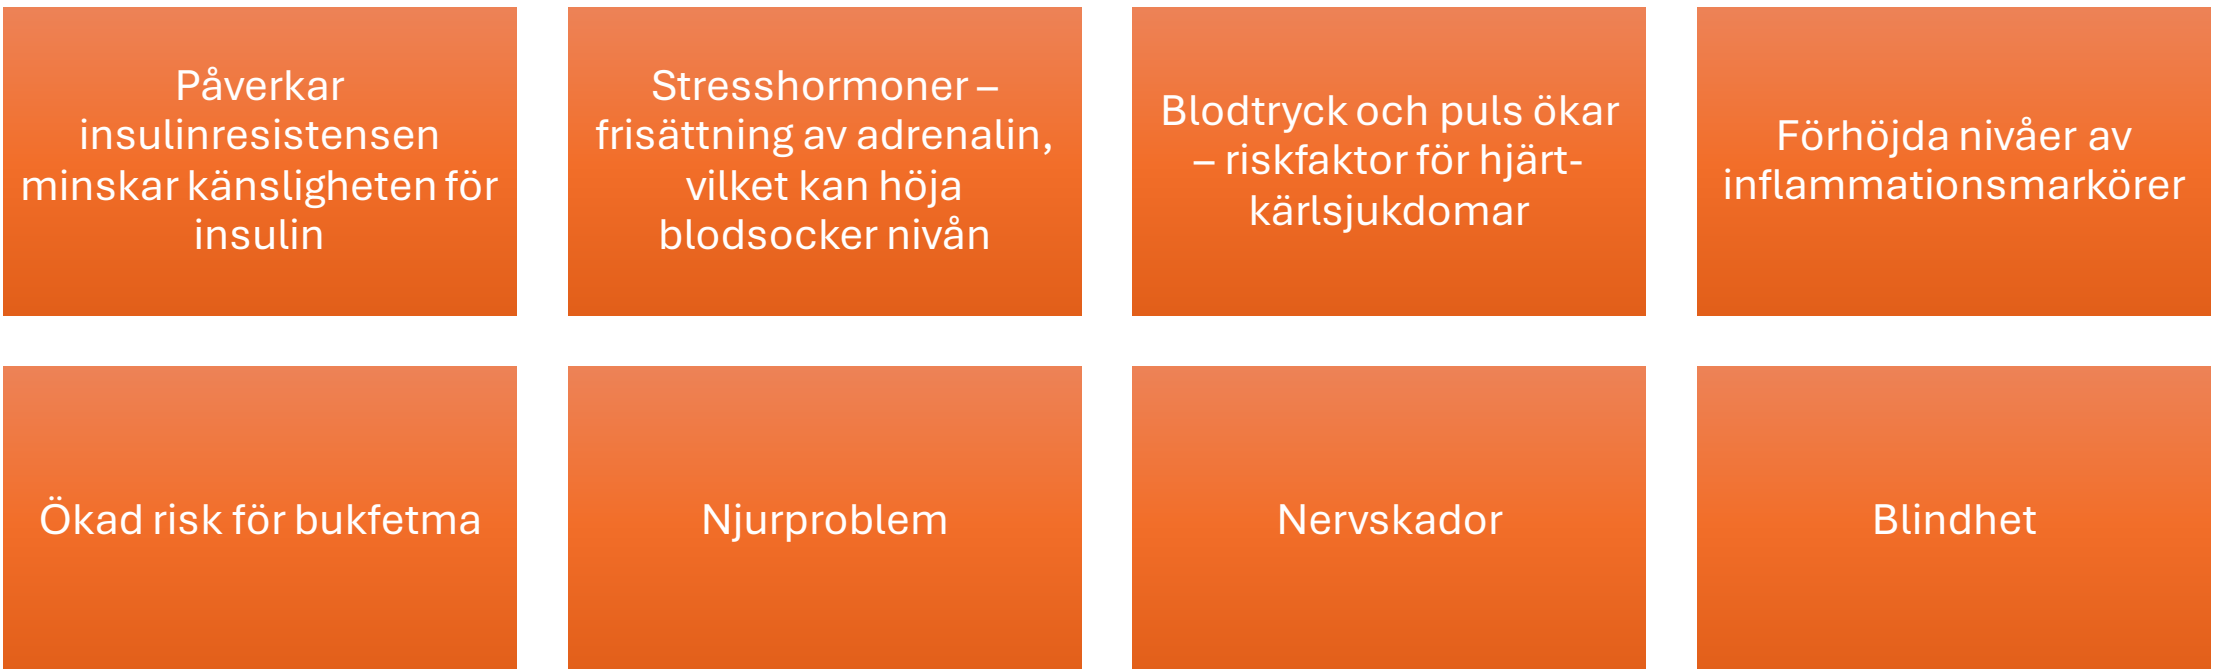 Påverkar
insulinresistensen
minskar känsligheten för
insulin
Stresshormoner –
frisättning av adrenalin,
vilket kan höja
blodsocker nivån
Blodtryck och puls ökar
– riskfaktor för hjärt-
kärlsjukdomar
Förhöjda nivåer av
inflammationsmarkörer
Ökad risk för bukfetma
Njurproblem
Nervskador
Blindhet